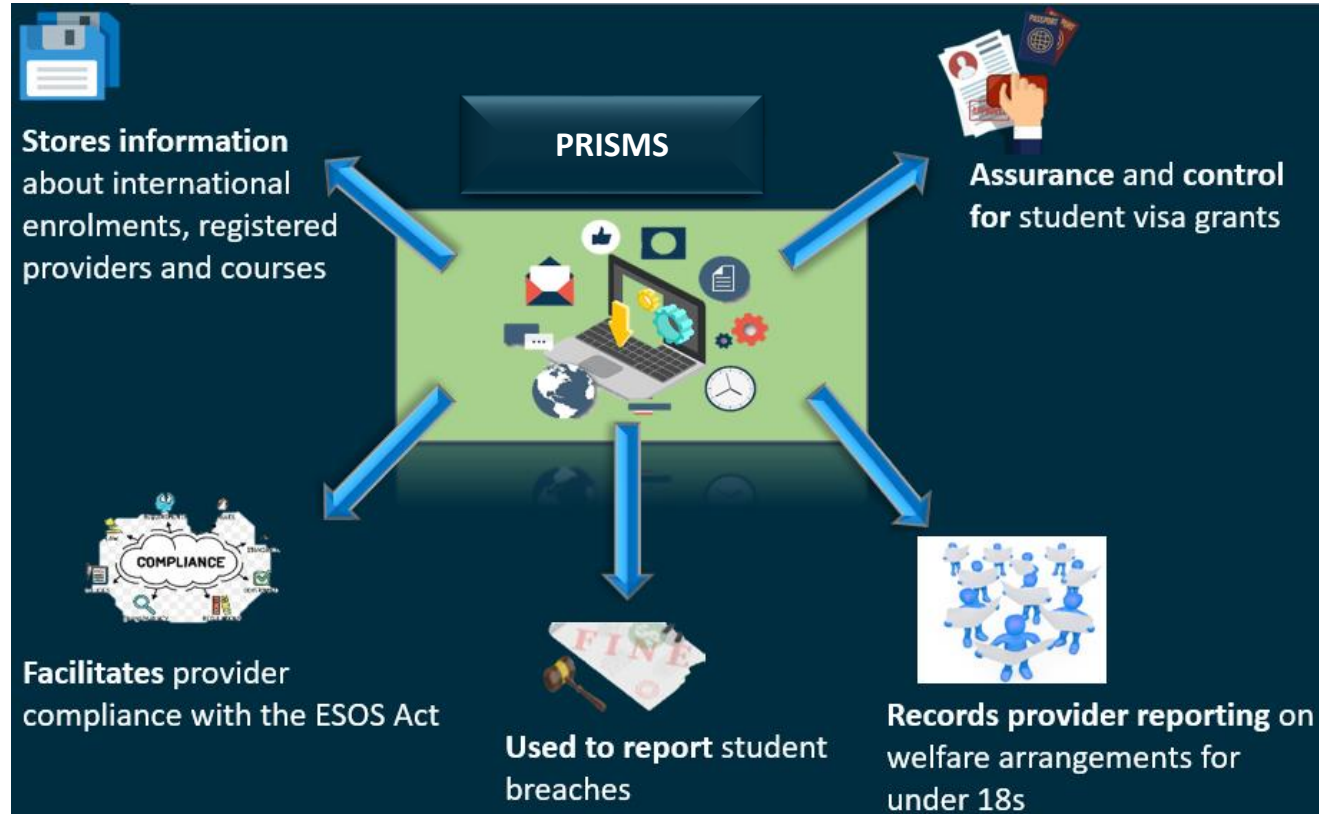 PRISMS
Stores information
about international
enrolments, registered
providers and courses
PASSPORT
Assurance and control
for student visa grants
COMPLIANCE
Facilitates provider
compliance with the ESOS Act
FINE
Used to report student
breaches
Records provider reporting on
welfare arrangements for
under 18s